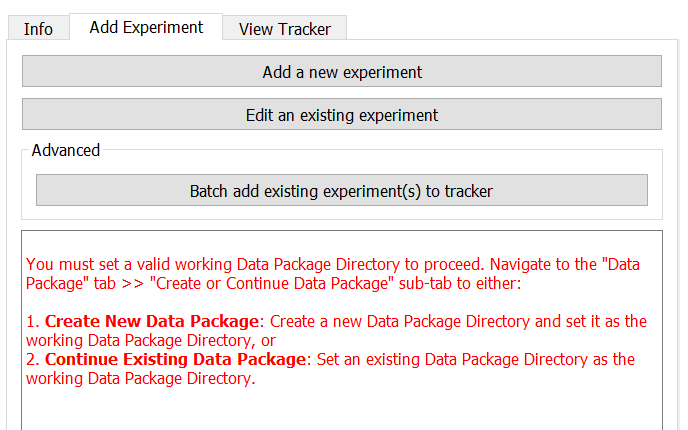 Info
Add Experiment
View Tracker
Add a new experiment
Edit an existing experiment
Advanced
Batch add existing experiment(s) to tracker
You must set a valid working Data Package Directory to proceed. Navigate to the "Data
Package" tab >> "Create or Continue Data Package" sub-tab to either:
1. Create New Data Package: Create a new Data Package Directory and set it as the
working Data Package Directory, or
2. Continue Existing Data Package: Set an existing Data Package Directory as the
working Data Package Directory.